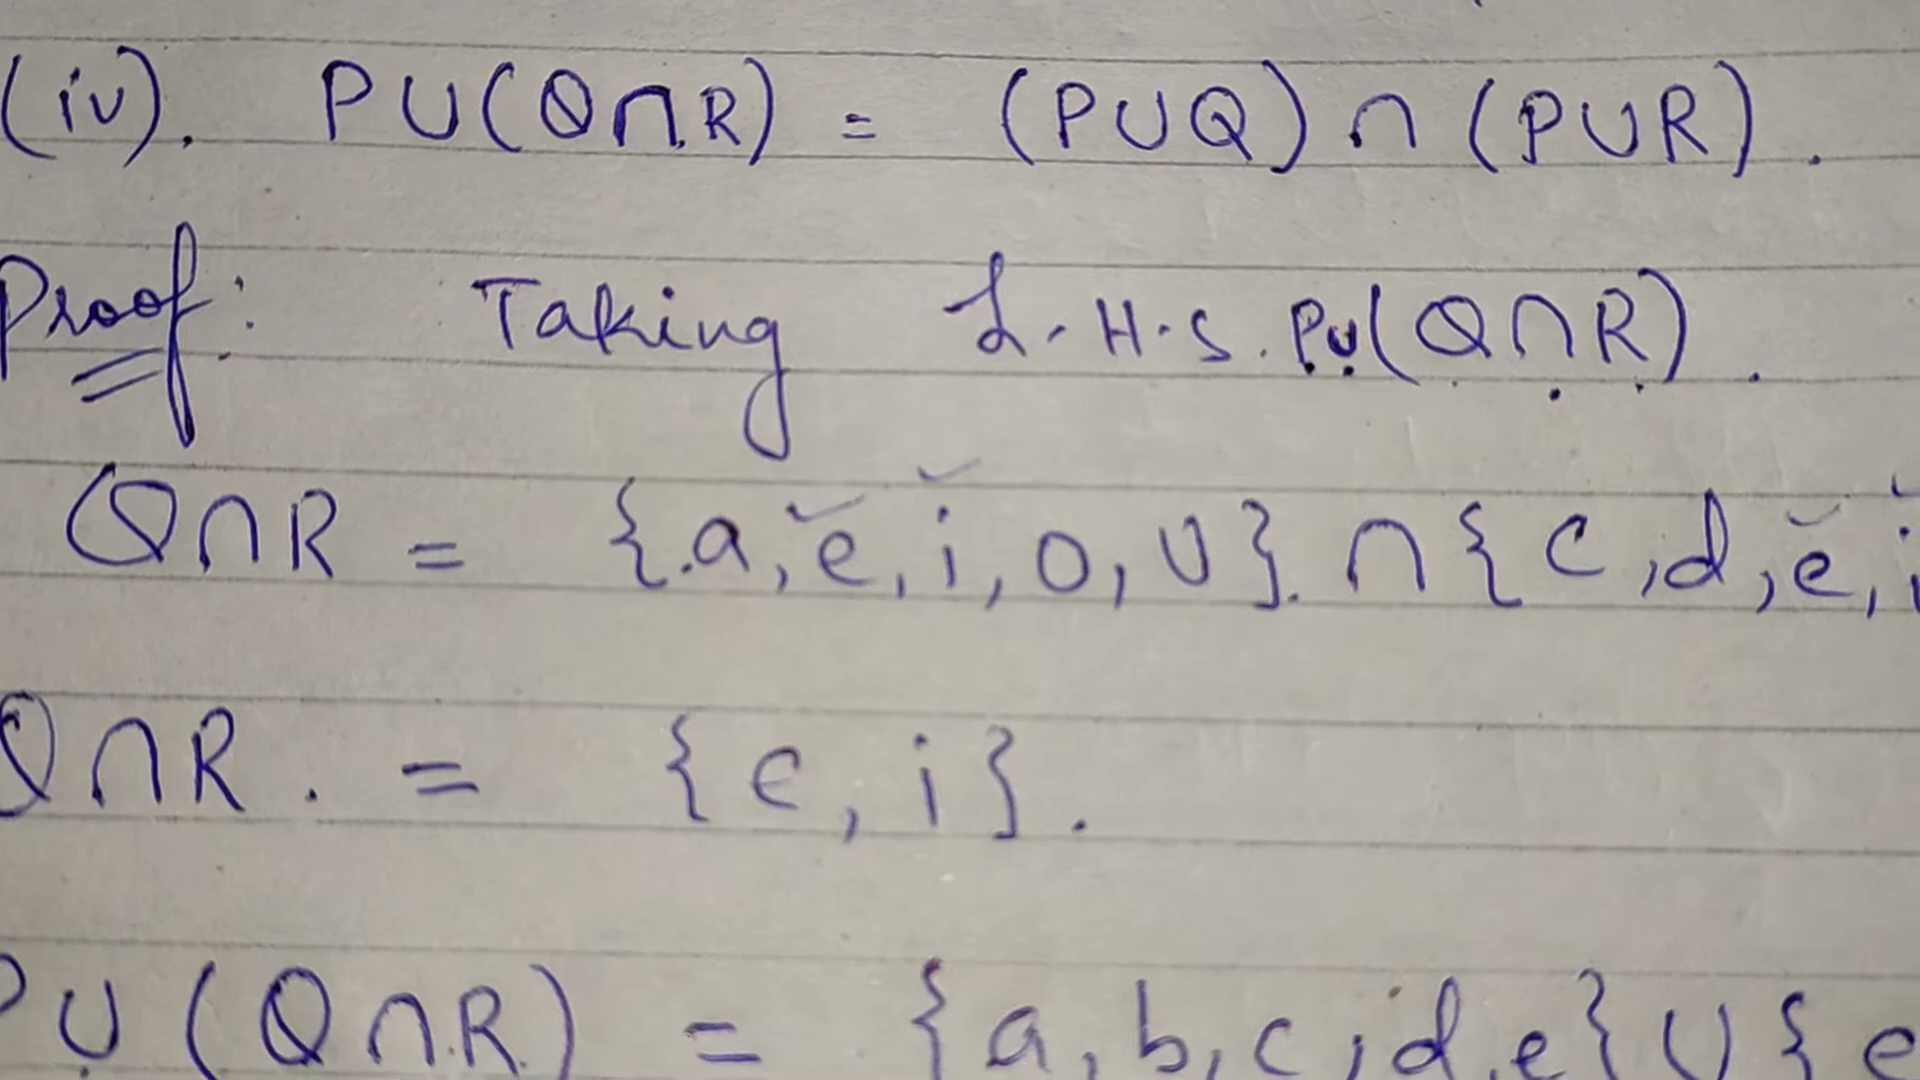 (iv). P∪(Q∩R) = (P∪Q)∩(P∪R).
Proof: Taking L.H.S. P∪(Q∩R).
Q∩R = {a,e,i,o,u}.∩{c,d,e,i
Q∩R. = {e,i}.
P∪(Q∩R) = {a,b,c,d,e}∪{e